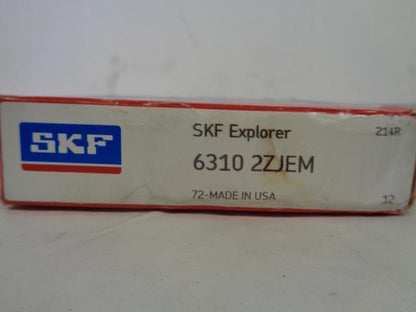 SKF
SKF Explorer
214R
6310 2ZJEM
72-MADE IN USA
12